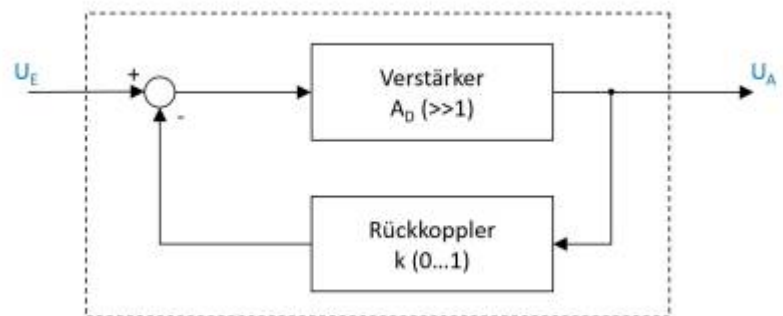 U_E
+
-
Verstärker
A_D (>>1)
U_A
Rückkoppler
k (0...1)